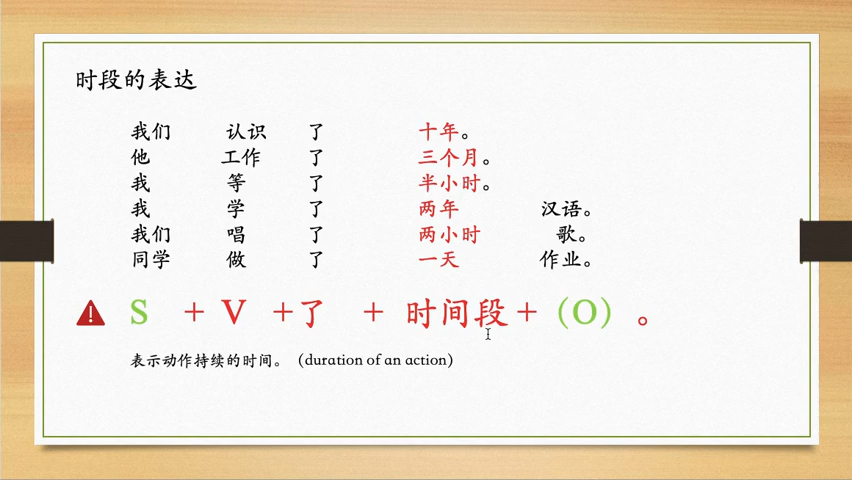 时段的表达
我们 认识 了 十年。
他 工作 了 三个月。
我 等 了 半小时。
我 学 了 两年 汉语。
我们 唱 了 两小时 歌。
同学 做 了 一天 作业。
S + V +了 + 时间段 + （O） 。
表示动作持续的时间。（duration of an action）